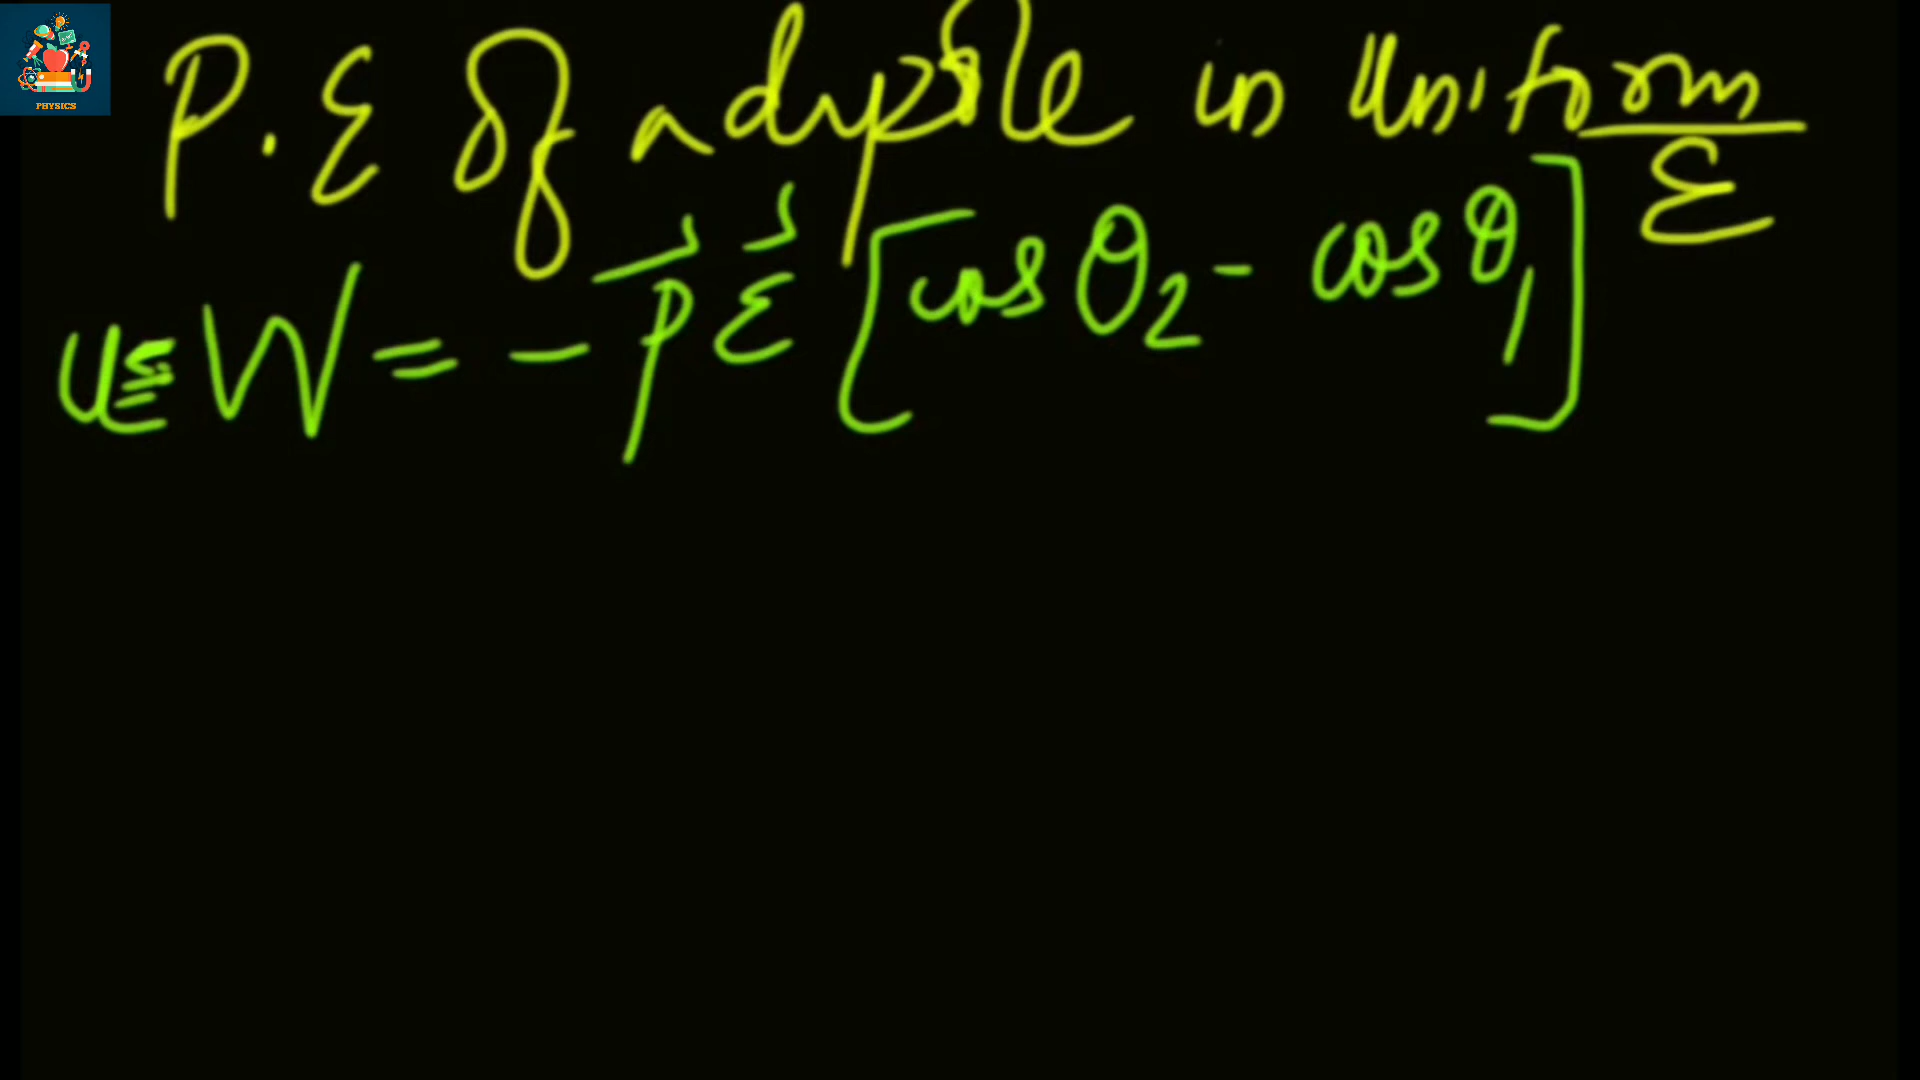 PHYSICS
P.E of a dipole in Uniform E
U = W = - p⃗ E⃗ [cos θ₂ - cos θ₁]